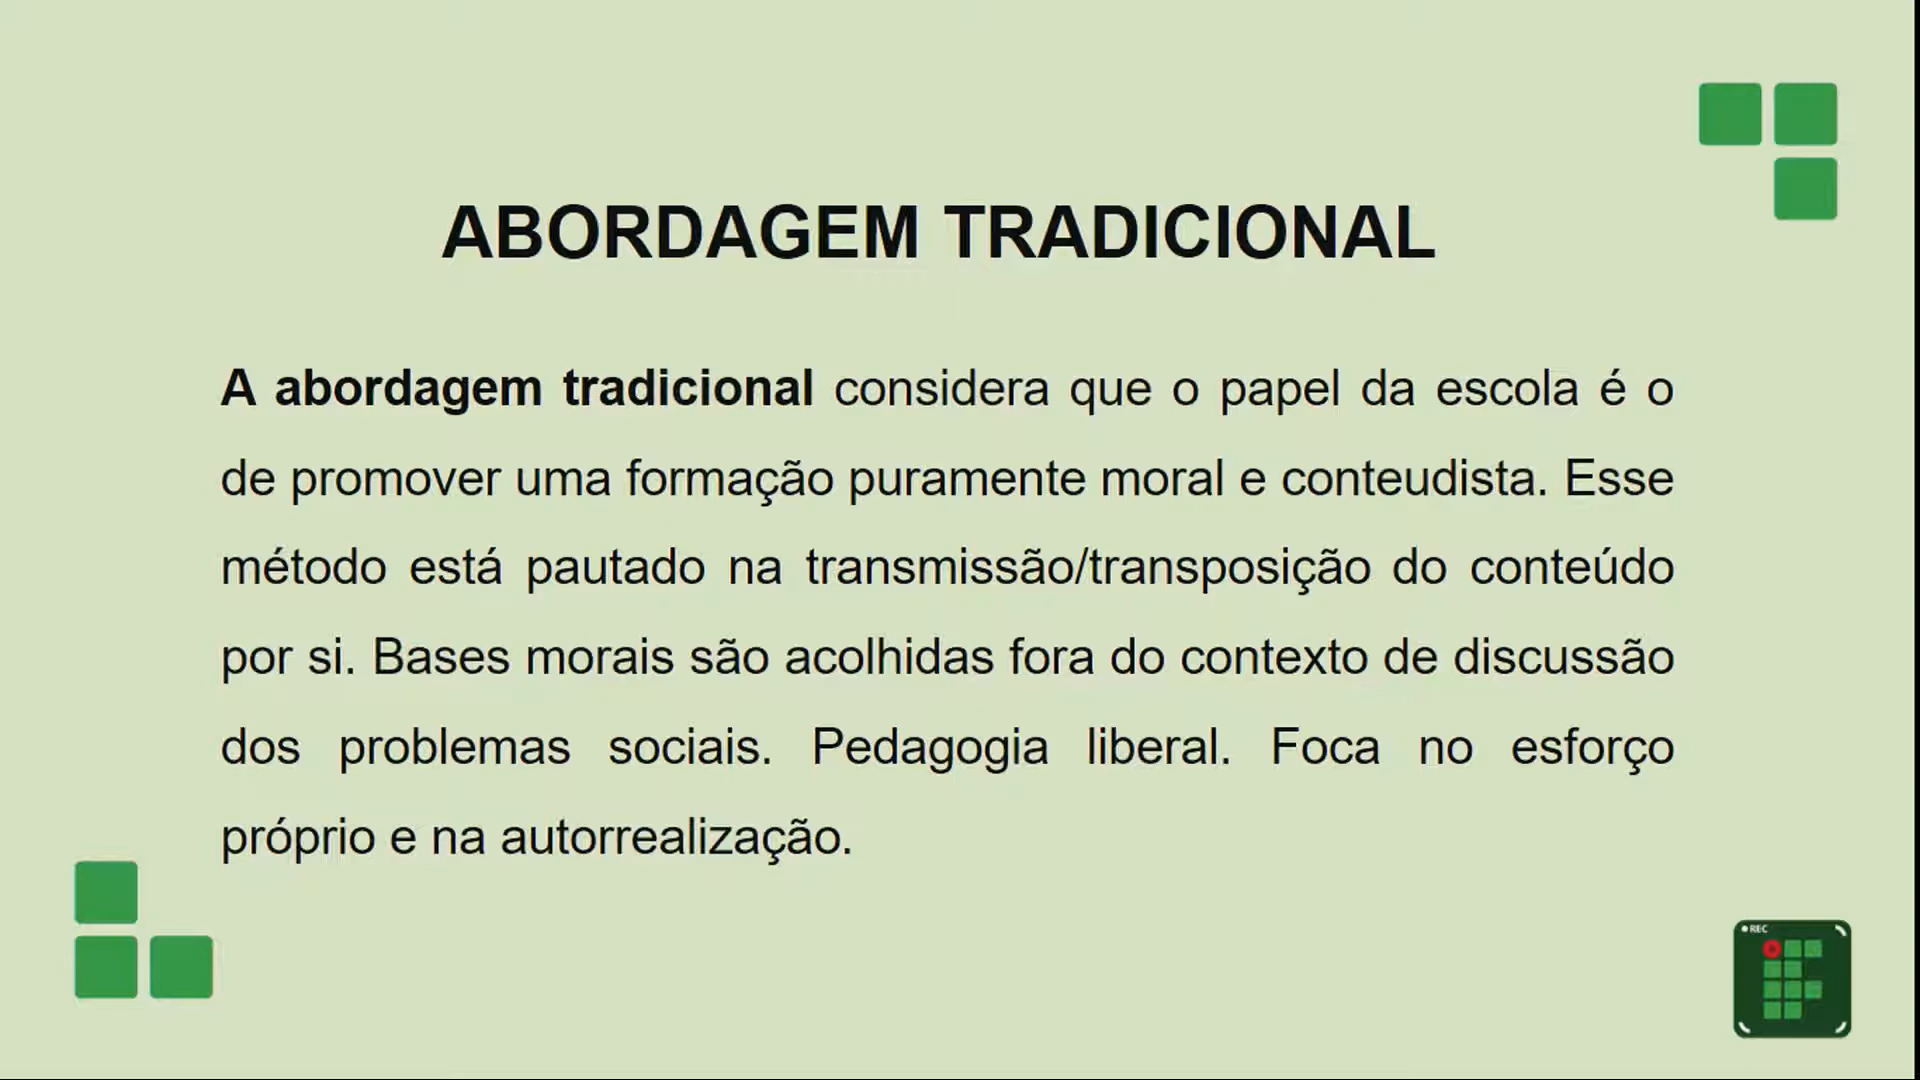 ABORDAGEM TRADICIONAL
A abordagem tradicional considera que o papel da escola é o
de promover uma formação puramente moral e conteudista. Esse
método está pautado na transmissão/transposição do conteúdo
por si. Bases morais são acolhidas fora do contexto de discussão
dos problemas sociais. Pedagogia liberal. Foca no esforço
próprio e na autorrealização.
REC